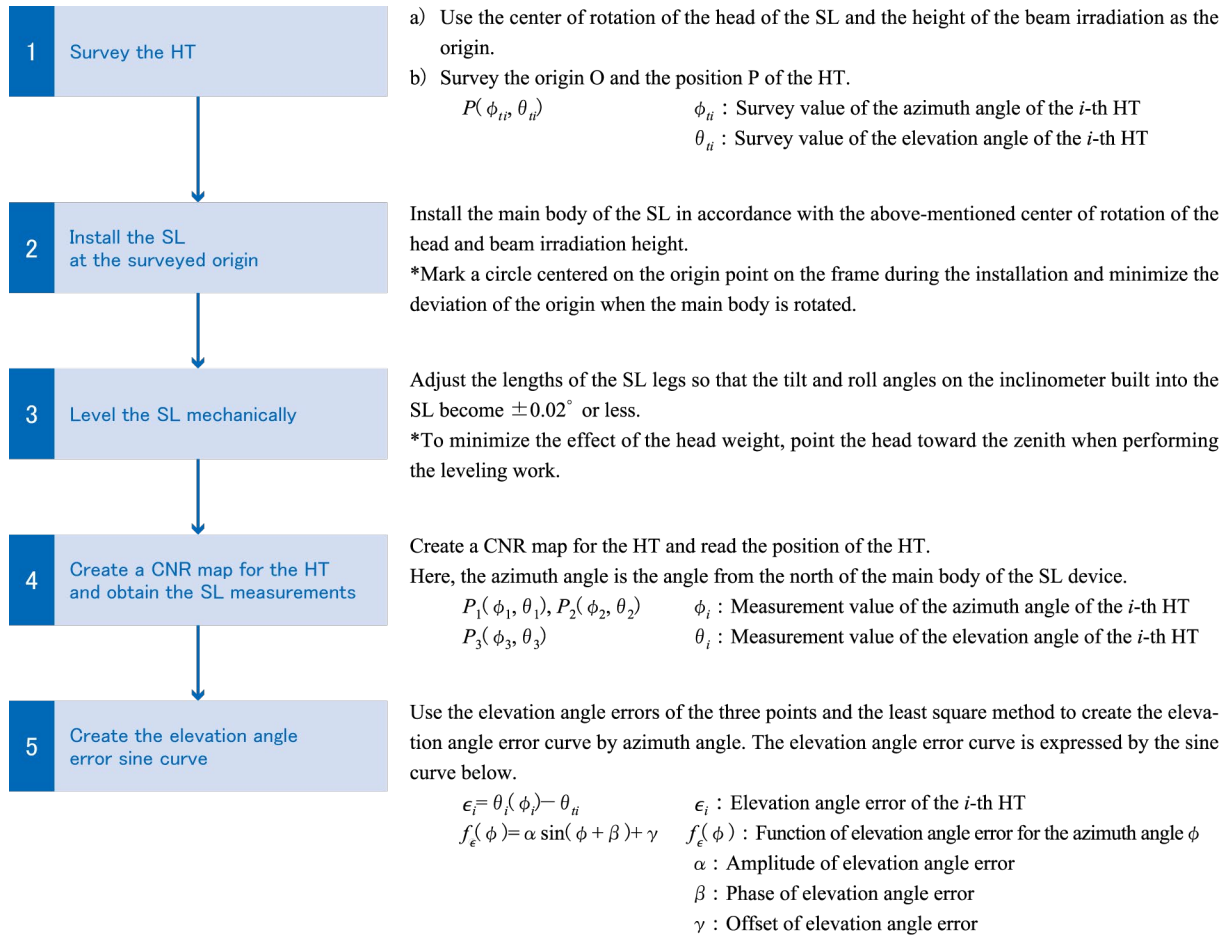 1
Survey the HT
a) Use the center of rotation of the head of the SL and the height of the beam irradiation as the
origin.
b) Survey the origin O and the position P of the HT.
P(ϕti, θti)
ϕti : Survey value of the azimuth angle of the i-th HT
θti : Survey value of the elevation angle of the i-th HT
2
Install the SL
at the surveyed origin
Install the main body of the SL in accordance with the above-mentioned center of rotation of the
head and beam irradiation height.
*Mark a circle centered on the origin point on the frame during the installation and minimize the
deviation of the origin when the main body is rotated.
3
Level the SL mechanically
Adjust the lengths of the SL legs so that the tilt and roll angles on the inclinometer built into the
SL become ±0.02° or less.
*To minimize the effect of the head weight, point the head toward the zenith when performing
the leveling work.
4
Create a CNR map for the HT
and obtain the SL measurements
Create a CNR map for the HT and read the position of the HT.
Here, the azimuth angle is the angle from the north of the main body of the SL device.
P1(ϕ1, θ1), P2(ϕ2, θ2)
ϕi : Measurement value of the azimuth angle of the i-th HT
P3(ϕ3, θ3)
θi : Measurement value of the elevation angle of the i-th HT
5
Create the elevation angle
error sine curve
Use the elevation angle errors of the three points and the least square method to create the eleva-
tion angle error curve by azimuth angle. The elevation angle error curve is expressed by the sine
curve below.
ϵi= θi(ϕi)− θti
ϵi : Elevation angle error of the i-th HT
fϵ(ϕ)= α sin(ϕ + β)+ γ
fϵ(ϕ) : Function of elevation angle error for the azimuth angle ϕ
α : Amplitude of elevation angle error
β : Phase of elevation angle error
γ : Offset of elevation angle error